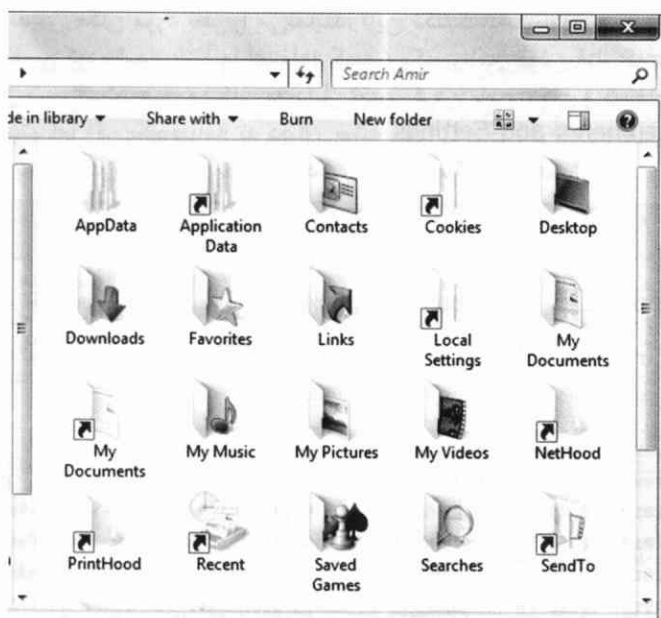 Search Amir
de in library Share with Burn New folder
AppData Application Data Contacts Cookies Desktop
Downloads Favorites Links Local Settings My Documents
My Documents My Music My Pictures My Videos NetHood
PrintHood Recent Saved Games Searches SendTo